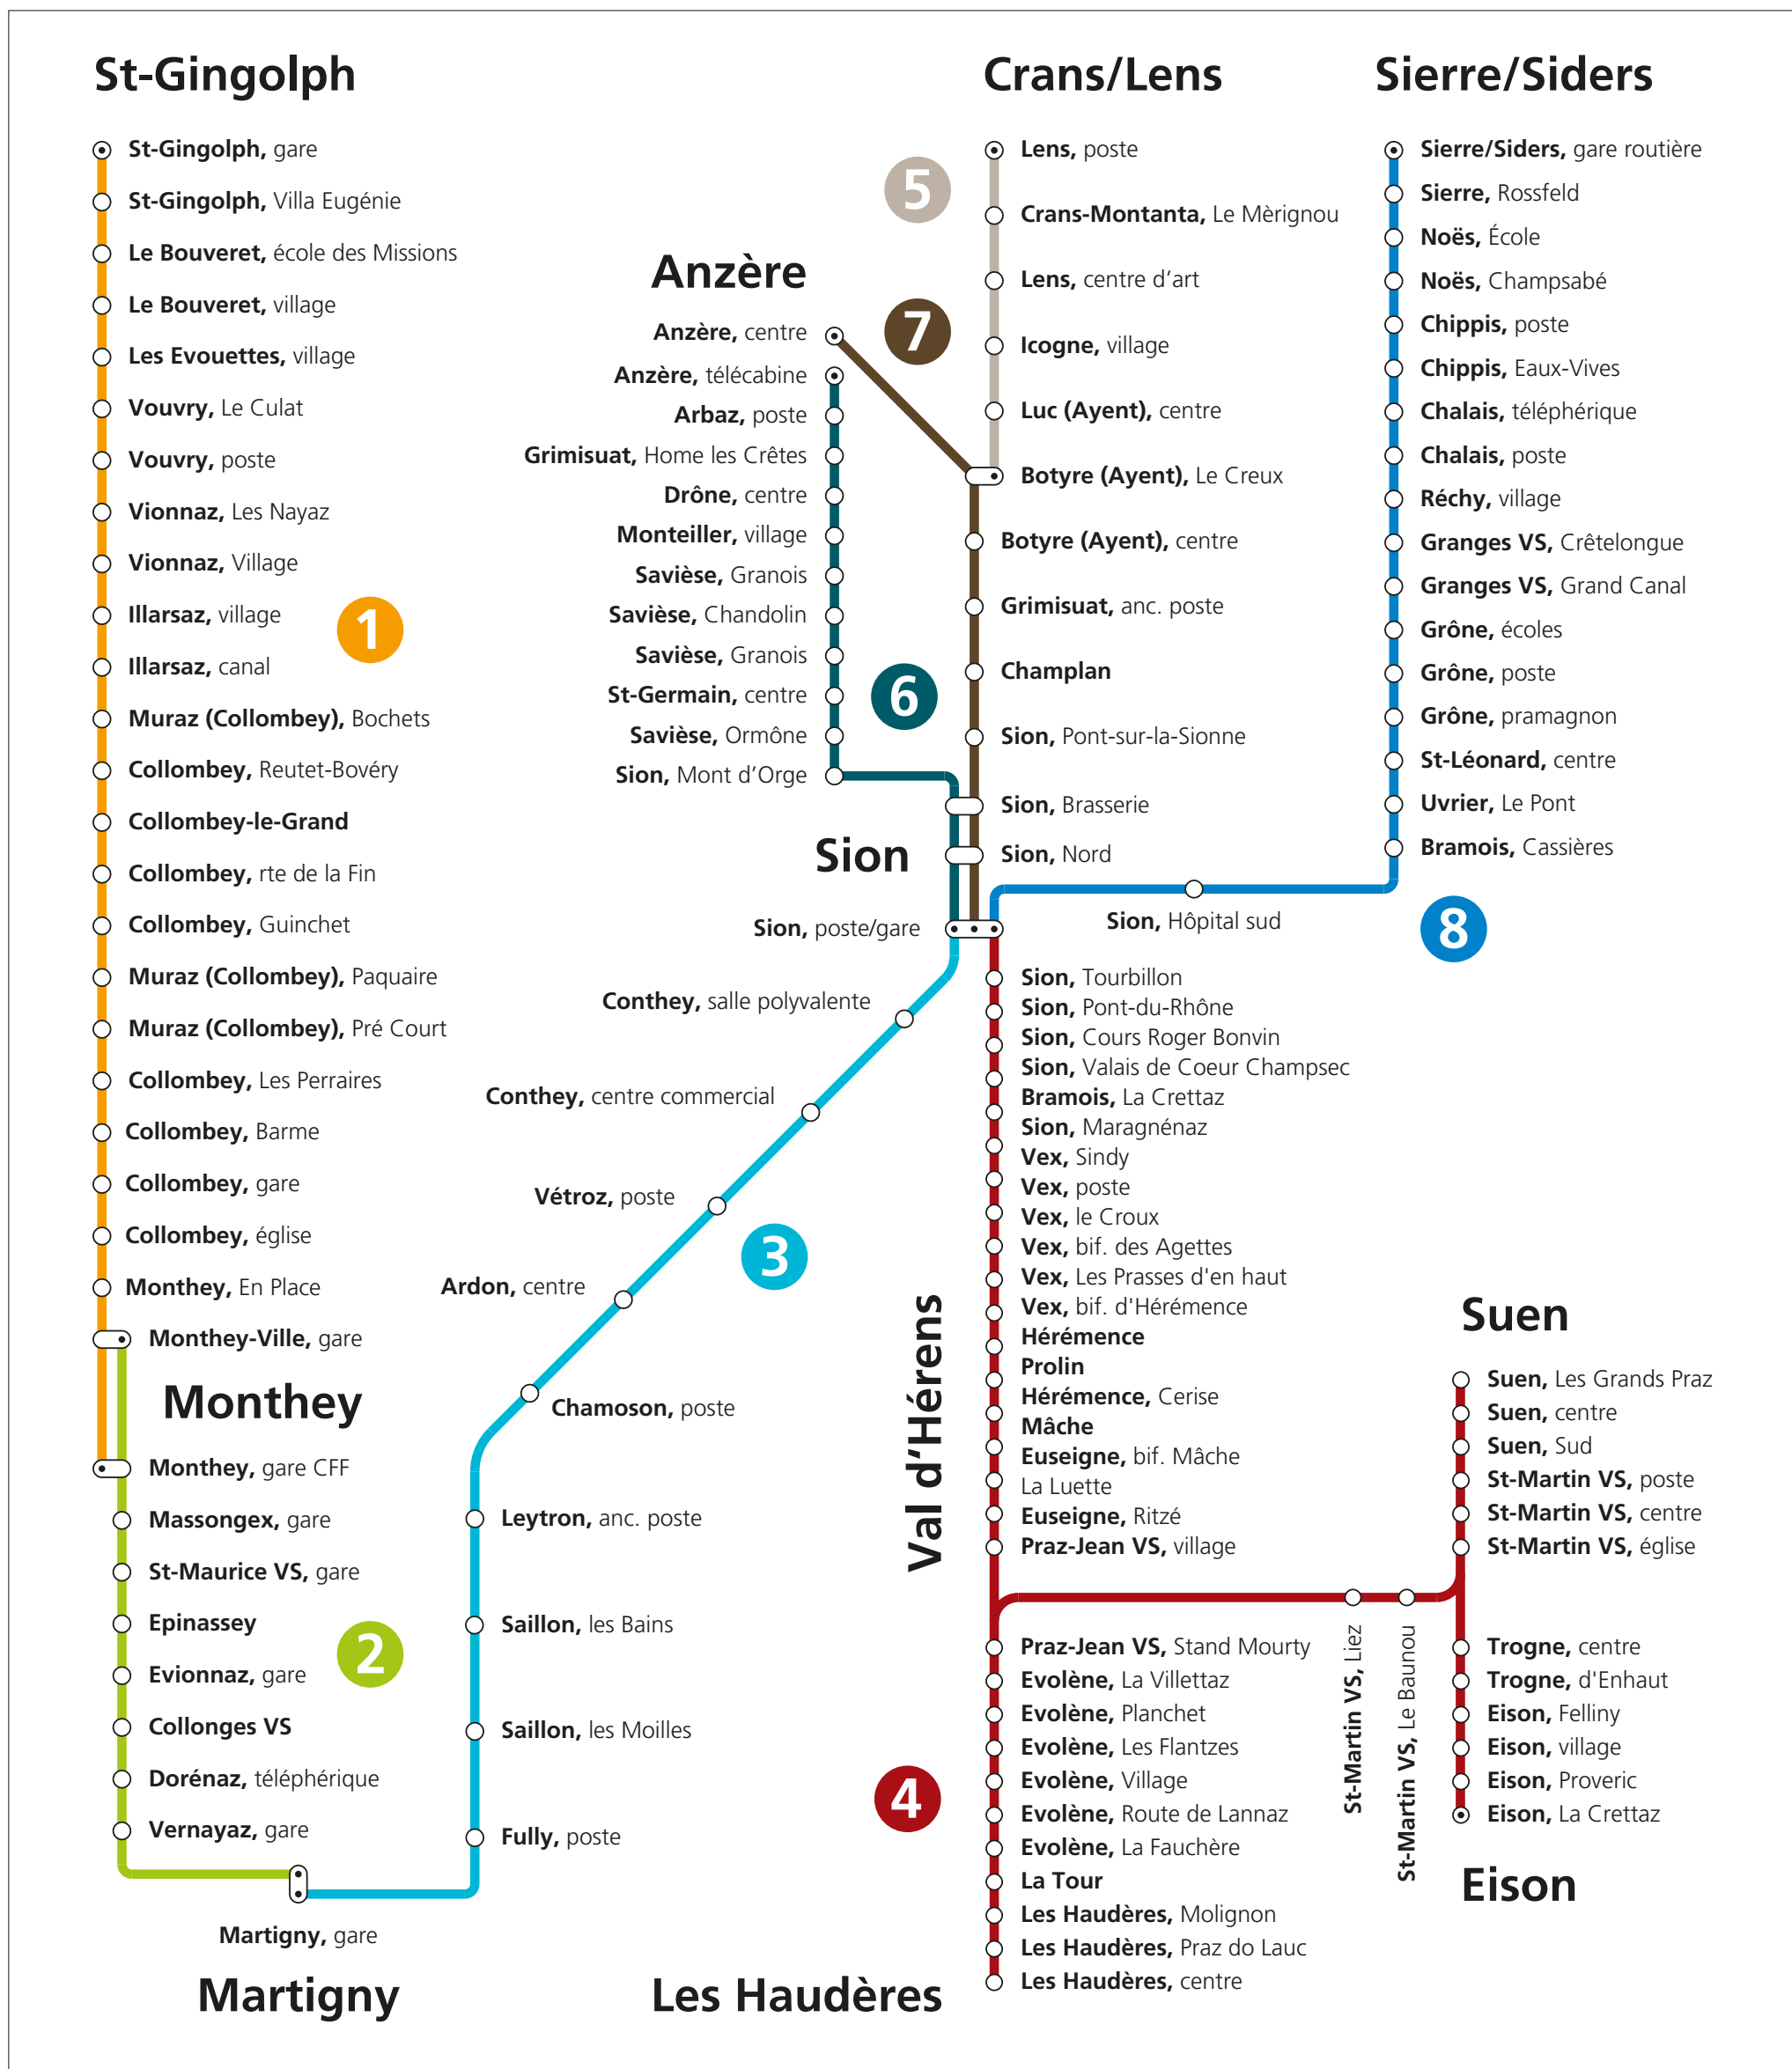 St-Gingolph
St-Gingolph, gare
St-Gingolph, Villa Eugénie
Le Bouveret, école des Missions
Le Bouveret, village
Les Evouettes, village
Vouvry, Le Culat
Vouvry, poste
Vionnaz, Les Nayaz
Vionnaz, Village
Illarsaz, village
Illarsaz, canal
Muraz (Collombey), Bochets
Collombey, Reutet-Bovéry
Collombey-le-Grand
Collombey, rte de la Fin
Collombey, Guinchet
Muraz (Collombey), Paquaire
Muraz (Collombey), Pré Court
Collombey, Les Perraires
Collombey, Barme
Collombey, gare
Collombey, église
Monthey, En Place
Monthey-Ville, gare
1
Monthey
Monthey, gare CFF
Massongex, gare
St-Maurice VS, gare
Epinassey
Evionnaz, gare
Collonges VS
Dorénaz, téléphérique
Vernayaz, gare
2
Martigny, gare
Martigny
Anzère
Anzère, centre
Anzère, télécabine
Arbaz, poste
Grimisuat, Home les Crêtes
Drône, centre
Monteiller, village
Savièse, Granois
Savièse, Chandolin
Savièse, Granois
St-Germain, centre
Savièse, Ormône
Sion, Mont d'Orge
6
Sion
Sion, poste/gare
Conthey, salle polyvalente
Conthey, centre commercial
Vétroz, poste
3
Ardon, centre
Chamoson, poste
Leytron, anc. poste
Saillon, les Bains
Saillon, les Moilles
Fully, poste
Crans/Lens
5
Lens, poste
Crans-Montanta, Le Mèrignou
Lens, centre d'art
Icogne, village
Luc (Ayent), centre
7
Botyre (Ayent), Le Creux
Botyre (Ayent), centre
Grimisuat, anc. poste
Champlan
Sion, Pont-sur-la-Sionne
Sion, Brasserie
Sion, Nord
Sierre/Siders
Sierre/Siders, gare routière
Sierre, Rossfeld
Noës, École
Noës, Champsabé
Chippis, poste
Chippis, Eaux-Vives
Chalais, téléphérique
Chalais, poste
Réchy, village
Granges VS, Crêtelongue
Granges VS, Grand Canal
Grône, écoles
Grône, poste
Grône, pramagnon
St-Léonard, centre
Uvrier, Le Pont
Bramois, Cassières
Sion, Hôpital sud
8
Sion, Tourbillon
Sion, Pont-du-Rhône
Sion, Cours Roger Bonvin
Sion, Valais de Coeur Champsec
Bramois, La Crettaz
Sion, Maragnénaz
Vex, Sindy
Vex, poste
Vex, le Croux
Vex, bif. des Agettes
Vex, Les Prasses d'en haut
Vex, bif. d'Hérémence
Hérémence
Prolin
Hérémence, Cerise
Mâche
Euseigne, bif. Mâche
La Luette
Euseigne, Ritzé
Praz-Jean VS, village
Val d'Hérens
Praz-Jean VS, Stand Mourty
Evolène, La Villettaz
Evolène, Planchet
Evolène, Les Flantzes
Evolène, Village
Evolène, Route de Lannaz
Evolène, La Fauchère
La Tour
Les Haudères, Molignon
Les Haudères, Praz do Lauc
Les Haudères, centre
4
Les Haudères
St-Martin VS, Liez
St-Martin VS, Le Baunou
Suen
Suen, Les Grands Praz
Suen, centre
Suen, Sud
St-Martin VS, poste
St-Martin VS, centre
St-Martin VS, église
Trogne, centre
Trogne, d'Enhaut
Eison, Felliny
Eison, village
Eison, Proveric
Eison, La Crettaz
Eison